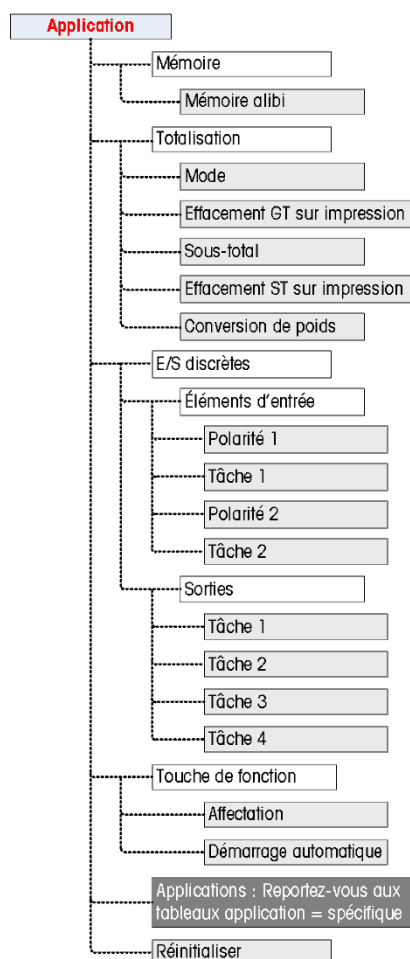 Application
Mémoire
Mémoire alibi
Totalisation
Mode
Effacement GT sur impression
Sous-total
Effacement ST sur impression
Conversion de poids
E/S discrètes
Éléments d'entrée
Polarité 1
Tâche 1
Polarité 2
Tâche 2
Sorties
Tâche 1
Tâche 2
Tâche 3
Tâche 4
Touche de fonction
Affectation
Démarrage automatique
Applications : Reportez-vous aux
tableaux application = spécifique
Réinitialiser